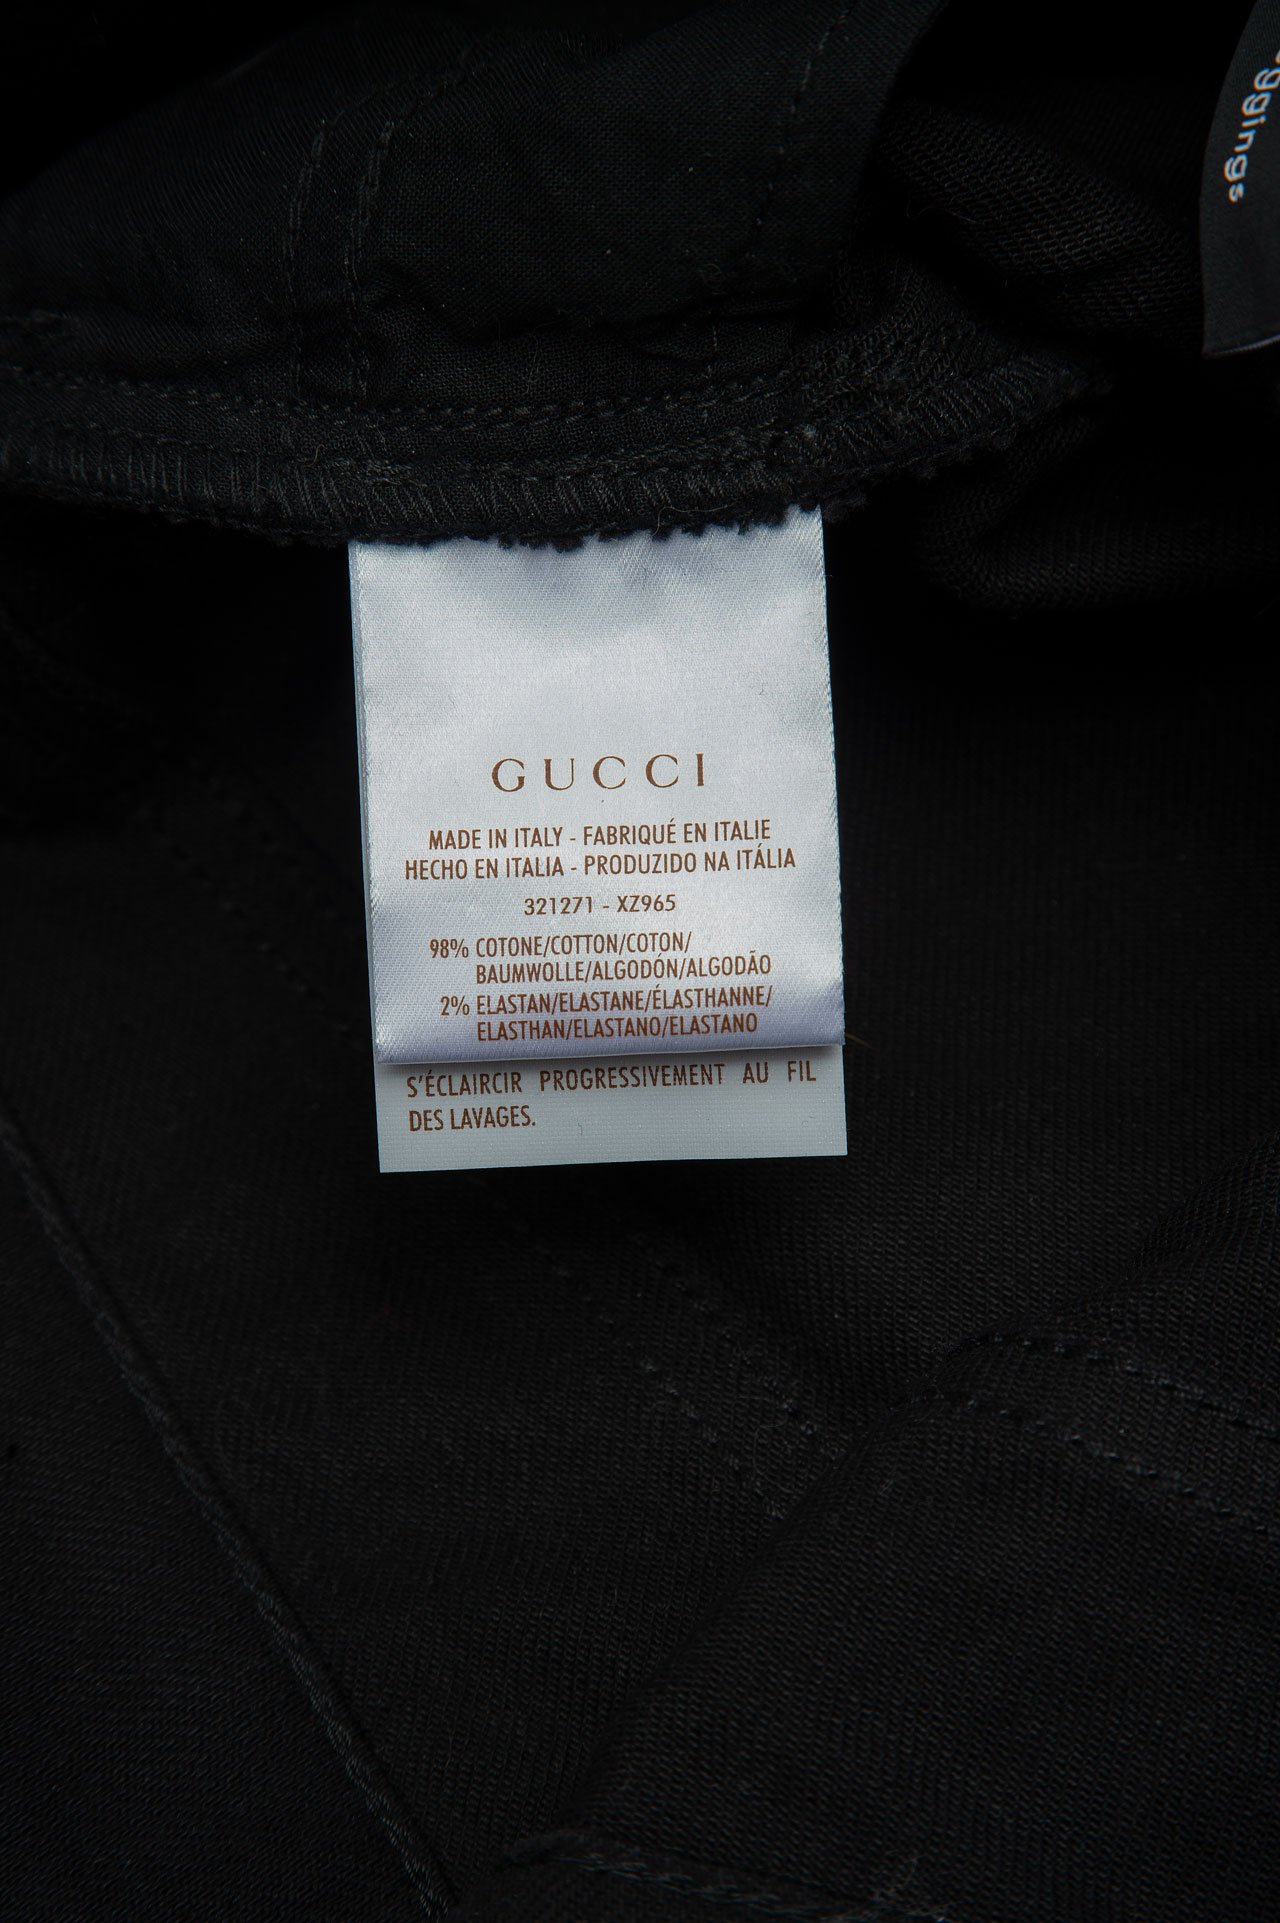 GUCCI
MADE IN ITALY - FABRIQUÉ EN ITALIE
HECHO EN ITALIA - PRODUZIDO NA ITÁLIA
321271 - XZ965
98% COTONE/COTTON/COTON/
BAUMWOLLE/ALGODÓN/ALGODÃO
2% ELASTAN/ELASTANE/ÉLASTHANNE/
ELASTHAN/ELASTANO/ELASTANO
S'ÉCLAIRCIR PROGRESSIVEMENT AU FIL
DES LAVAGES.